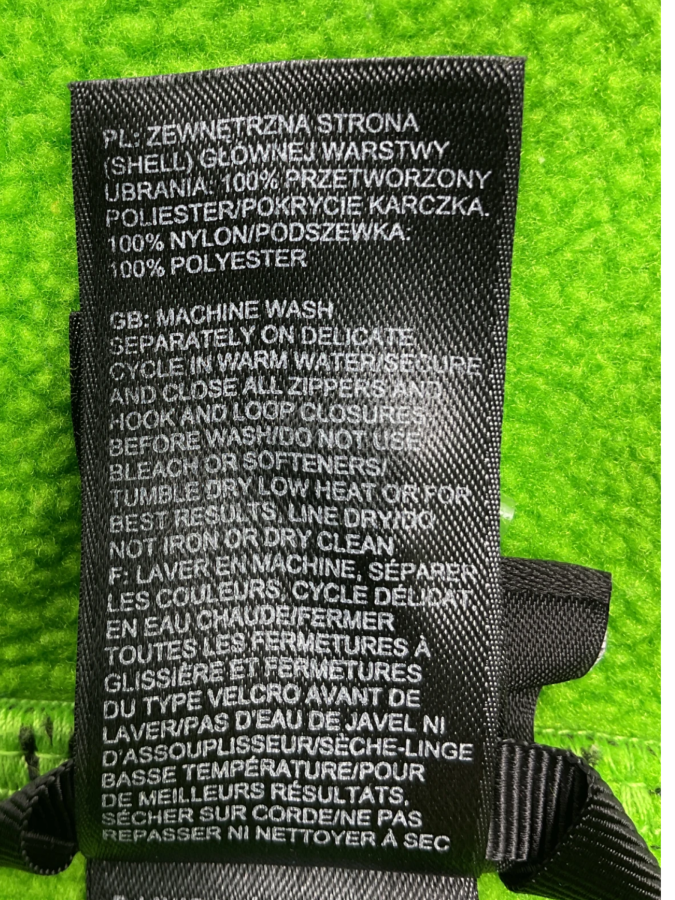 PL: ZEWNĘTRZNA STRONA
(SHELL) GŁÓWNEJ WARSTWY
UBRANIA: 100% PRZETWORZONY
POLIESTER/POKRYCIE KARCZKA:
100% NYLON/PODSZEWKA:
100% POLYESTER
GB: MACHINE WASH
SEPARATELY ON DELICATE
CYCLE IN WARM WATER/SECURE
AND CLOSE ALL ZIPPERS AND
HOOK AND LOOP CLOSURES
BEFORE WASH/DO NOT USE
BLEACH OR SOFTENERS/
TUMBLE DRY LOW HEAT OR FOR
BEST RESULTS, LINE DRY/DO
NOT IRON OR DRY CLEAN
F: LAVER EN MACHINE, SÉPARER
LES COULEURS, CYCLE DÉLICAT,
EN EAU CHAUDE/FERMER
TOUTES LES FERMETURES À
GLISSIÈRE ET FERMETURES
DU TYPE VELCRO AVANT DE
LAVER/PAS D'EAU DE JAVEL NI
D'ASSOUPLISSEUR/SÈCHE-LINGE
BASSE TEMPÉRATURE/POUR
DE MEILLEURS RÉSULTATS,
SÉCHER SUR CORDE/NE PAS
REPASSER NI NETTOYER À SEC